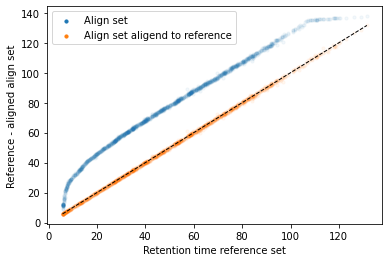 Align set
Align set aligend to reference
140
120
100
80
60
40
20
0
Reference - aligned align set
0 20 40 60 80 100 120
Retention time reference set